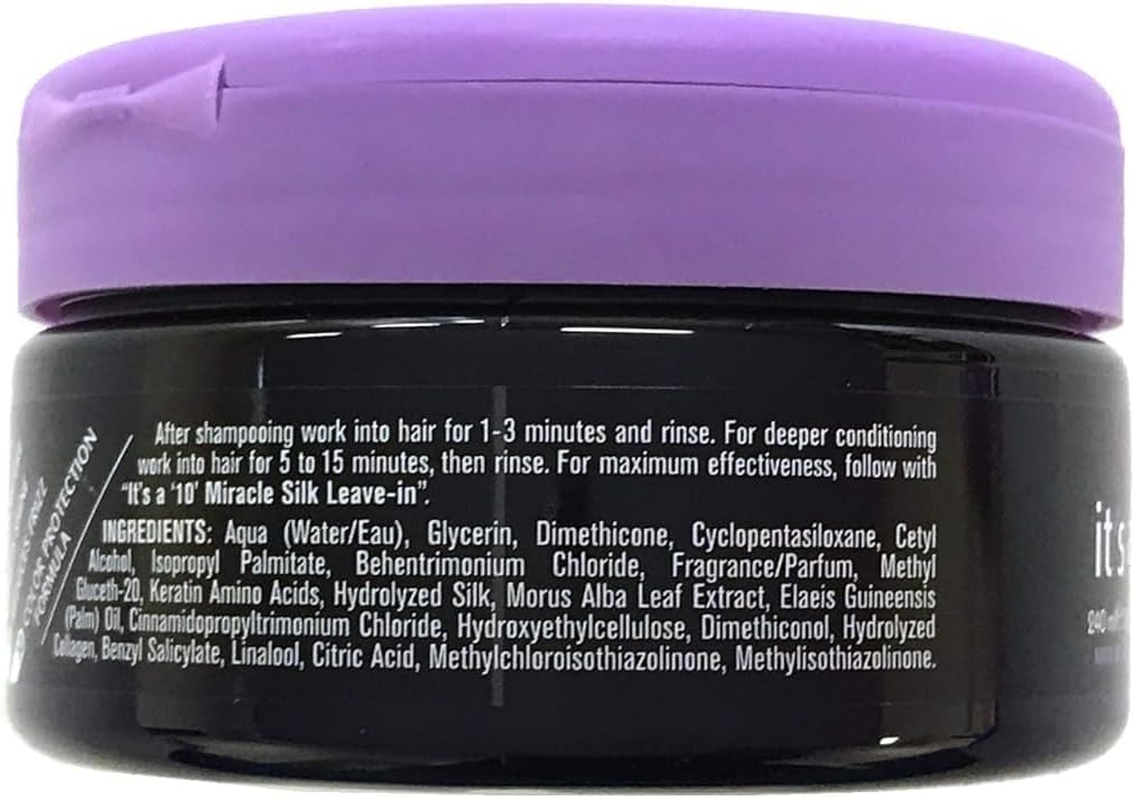 After shampooing work into hair for 1-3 minutes and rinse. For deeper conditioning
work into hair for 5 to 15 minutes, then rinse. For maximum effectiveness, follow with
“It's a '10' Miracle Silk Leave-in”.
INGREDIENTS: Aqua (Water/Eau), Glycerin, Dimethicone, Cyclopentasiloxane, Cetyl
Alcohol, Isopropyl Palmitate, Behentrimonium Chloride, Fragrance/Parfum, Methyl
Gluceth-20, Keratin Amino Acids, Hydrolyzed Silk, Morus Alba Leaf Extract, Elaeis Guineensis
(Palm) Oil, Cinnamidopropyltrimonium Chloride, Hydroxyethylcellulose, Dimethiconol, Hydrolyzed
Collagen, Benzyl Salicylate, Linalool, Citric Acid, Methylchloroisothiazolinone, Methylisothiazolinone.
FRIZZ
COLOR PROTECTION
FORMULA
it's
240 ml